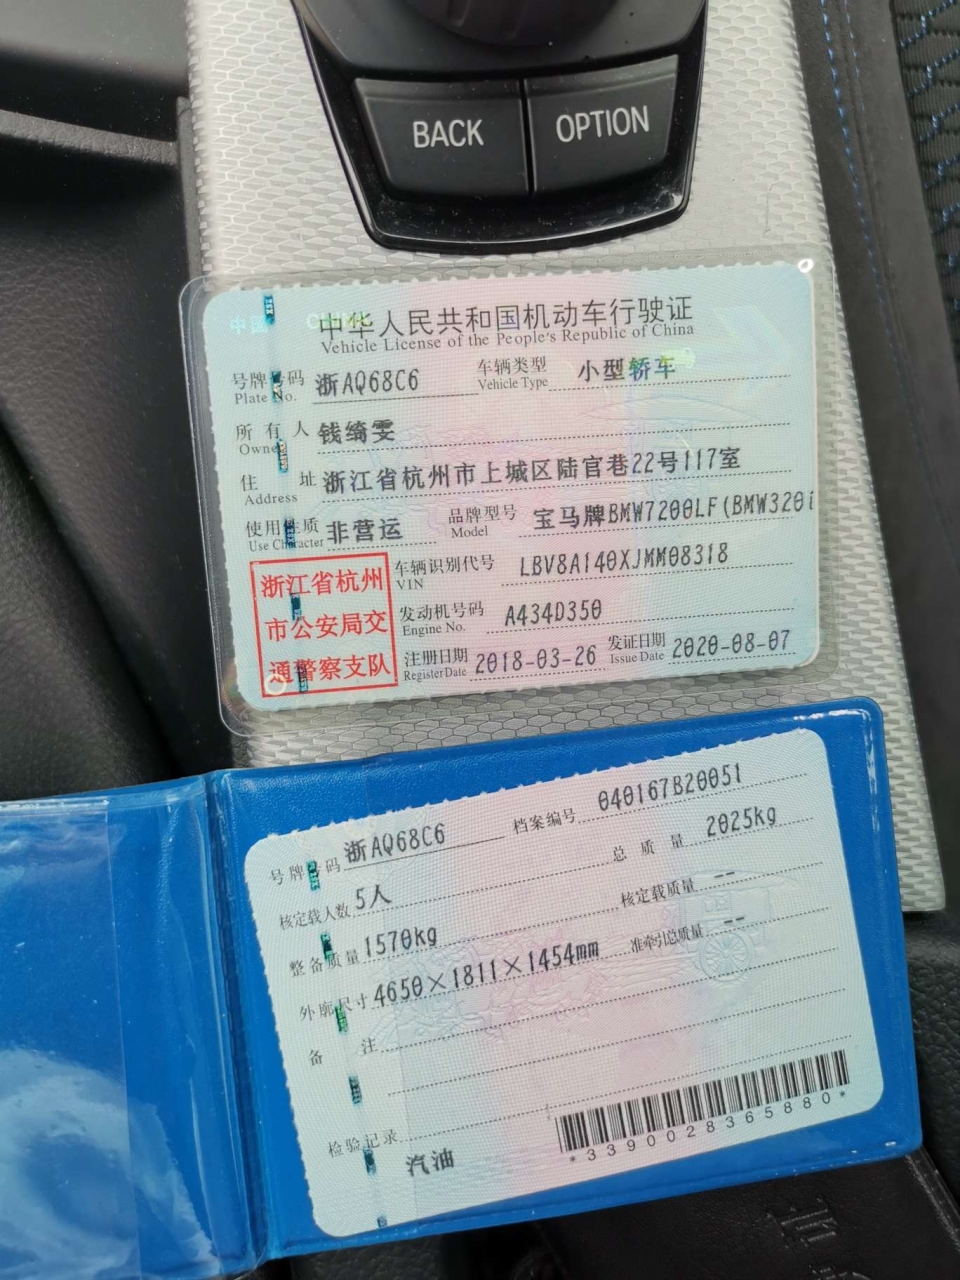 BACK
OPTION
中华人民共和国机动车行驶证
Vehicle License of the People's Republic of China
号牌号码 浙AQ68C6 车辆类型 小型轿车
Plate No. Vehicle Type
所有人 钱绮雯
Owner
住址 浙江省杭州市上城区陆官巷22号117室
Address
使用性质 非营运 品牌型号 宝马牌BMW7200LF(BMW320i
Use Character Model
浙江省杭州
市公安局交
通警察支队
车辆识别代号 LBV8A140XJMM08318
VIN
发动机号码 A434D350
Engine No.
注册日期 2018-03-26 发证日期 2020-08-07
Register Date Issue Date
号牌号码 浙AQ68C6 档案编号 040167B20051
核定载人数 5人 总质量 2025kg
整备质量 1570kg 核定载质量 --
外廓尺寸 4650×1811×1454mm 准牵引总质量 --
备注
检验记录
汽油
*3390028365880*